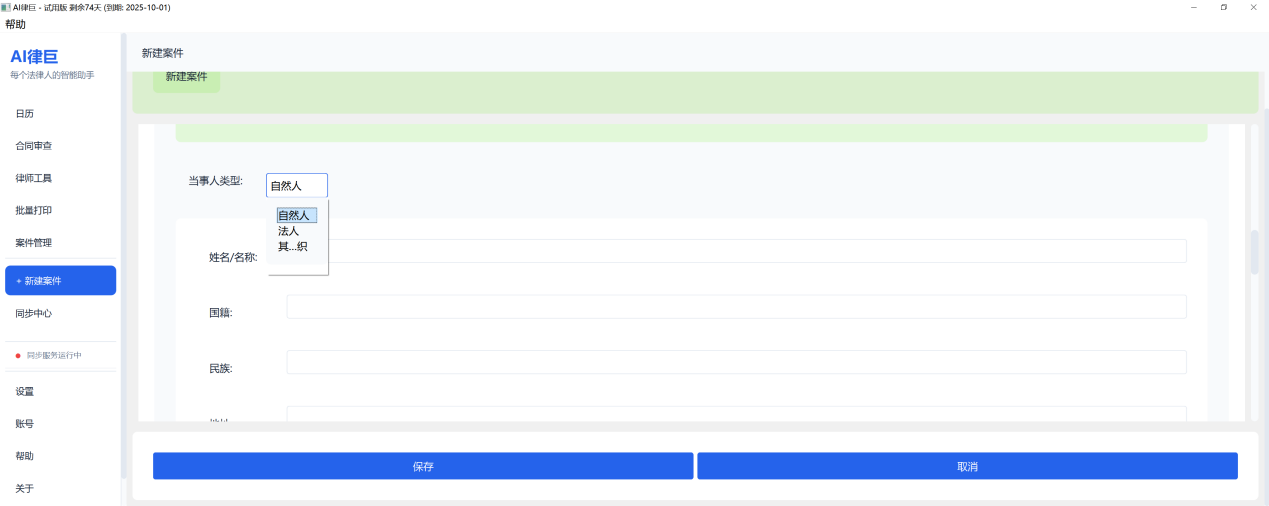 AI律巨 - 试用版 剩余74天 (到期: 2025-10-01)
帮助
AI律巨
每个法律人的智能助手
日历
合同审查
律师工具
批量打印
案件管理
+ 新建案件
同步中心
同步服务运行中
设置
账号
帮助
关于
新建案件
新建案件
当事人类型:
自然人
自然人
法人
其...织
姓名/名称:
国籍:
民族:
保存
取消